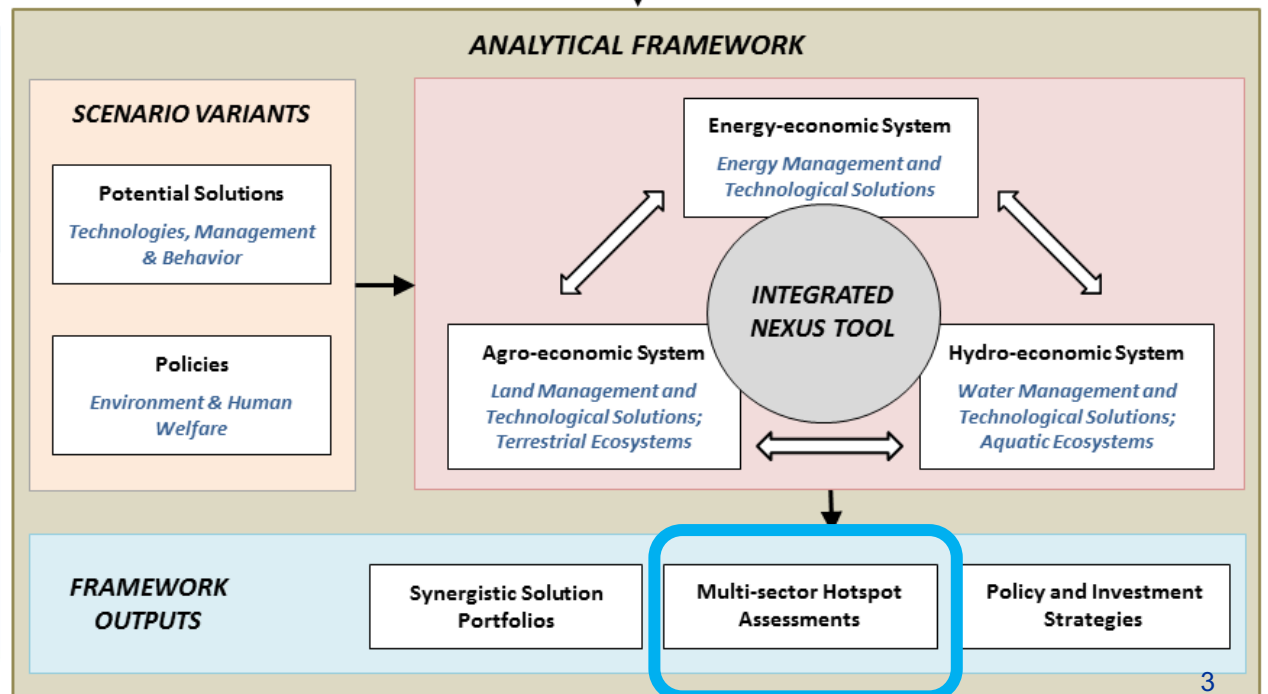 ANALYTICAL FRAMEWORK
SCENARIO VARIANTS
Potential Solutions
Technologies, Management
& Behavior
Policies
Environment & Human
Welfare
Energy-economic System
Energy Management and
Technological Solutions
INTEGRATED
NEXUS TOOL
Agro-economic System
Land Management and
Technological Solutions;
Terrestrial Ecosystems
Hydro-economic System
Water Management and
Technological Solutions;
Aquatic Ecosystems
FRAMEWORK
OUTPUTS
Synergistic Solution
Portfolios
Multi-sector Hotspot
Assessments
Policy and Investment
Strategies
3